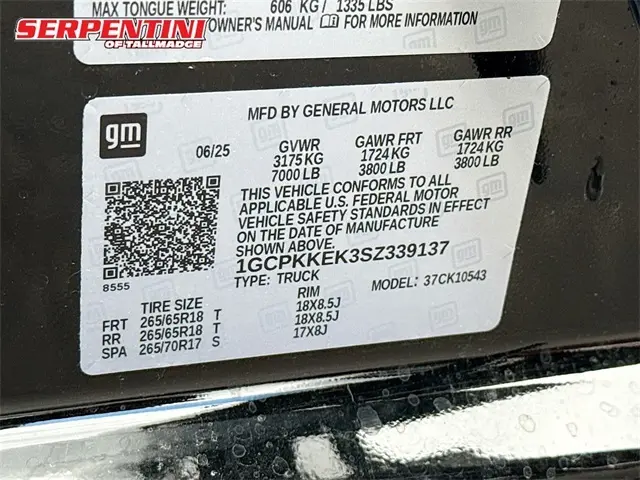 MAX TONGUE WEIGHT: 606 KG / 1335 LBS
OWNER'S MANUAL FOR MORE INFORMATION
SERPENTINI
OF TALLMADGE
MFD BY GENERAL MOTORS LLC
gm
06/25 GVWR GAWR FRT GAWR RR
3175 KG 1724 KG 1724 KG
7000 LB 3800 LB 3800 LB
THIS VEHICLE CONFORMS TO ALL
APPLICABLE U.S. FEDERAL MOTOR
VEHICLE SAFETY STANDARDS IN EFFECT
ON THE DATE OF MANUFACTURE
SHOWN ABOVE.
1GCPKKEK3SZ339137
8555 TYPE: TRUCK MODEL: 37CK10543
TIRE SIZE RIM
FRT 265/65R18 T 18X8.5J
RR 265/65R18 T 18X8.5J
SPA 265/70R17 S 17X8J